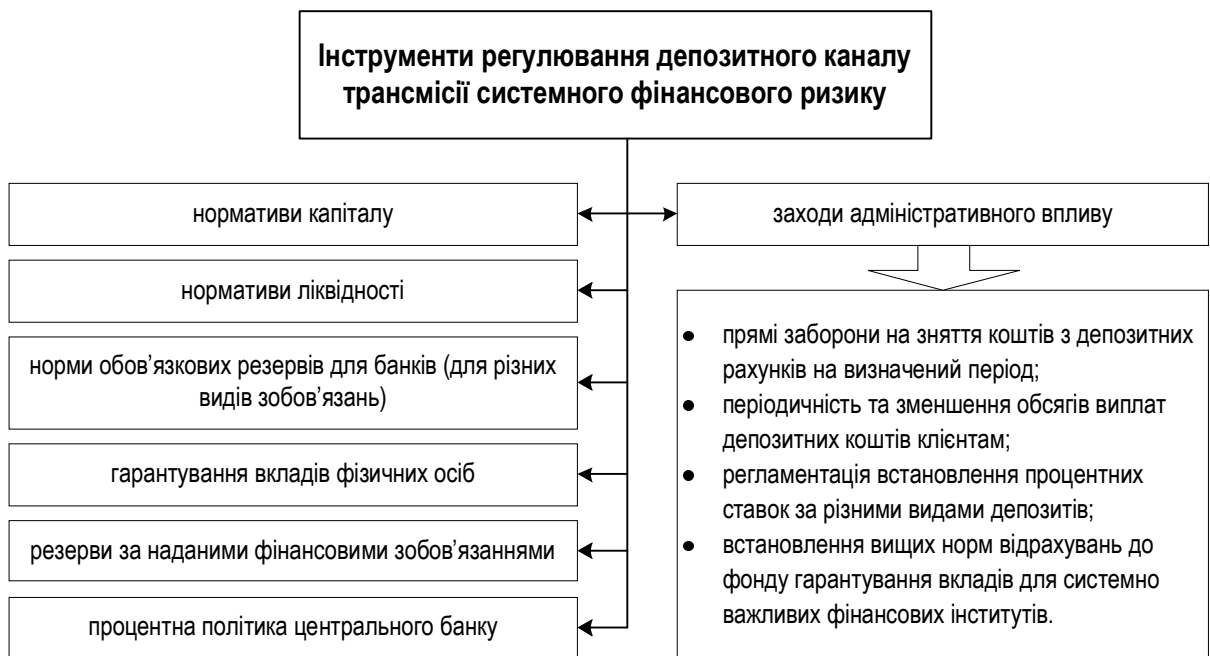 Інструменти регулювання депозитного каналу
трансмісії системного фінансового ризику
нормативи капіталу
нормативи ліквідності
норми обов’язкових резервів для банків (для різних
видів зобов’язань)
гарантування вкладів фізичних осіб
резерви за наданими фінансовими зобов’язаннями
процентна політика центрального банку
заходи адміністративного впливу
● прямі заборони на зняття коштів з депозитних
рахунків на визначений період;
● періодичність та зменшення обсягів виплат
депозитних коштів клієнтам;
● регламентація встановлення процентних
ставок за різними видами депозитів;
● встановлення вищих норм відрахувань до
фонду гарантування вкладів для системно
важливих фінансових інститутів.